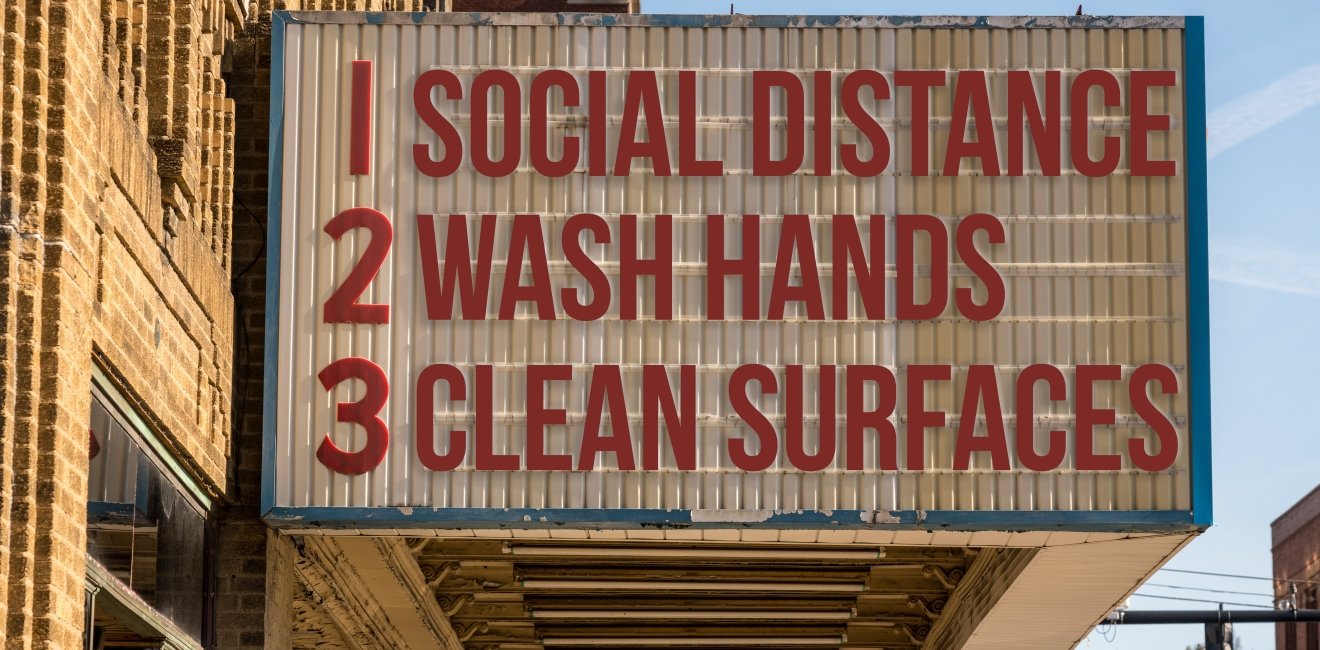 1 SOCIAL DISTANCE
2 WASH HANDS
3 CLEAN SURFACES